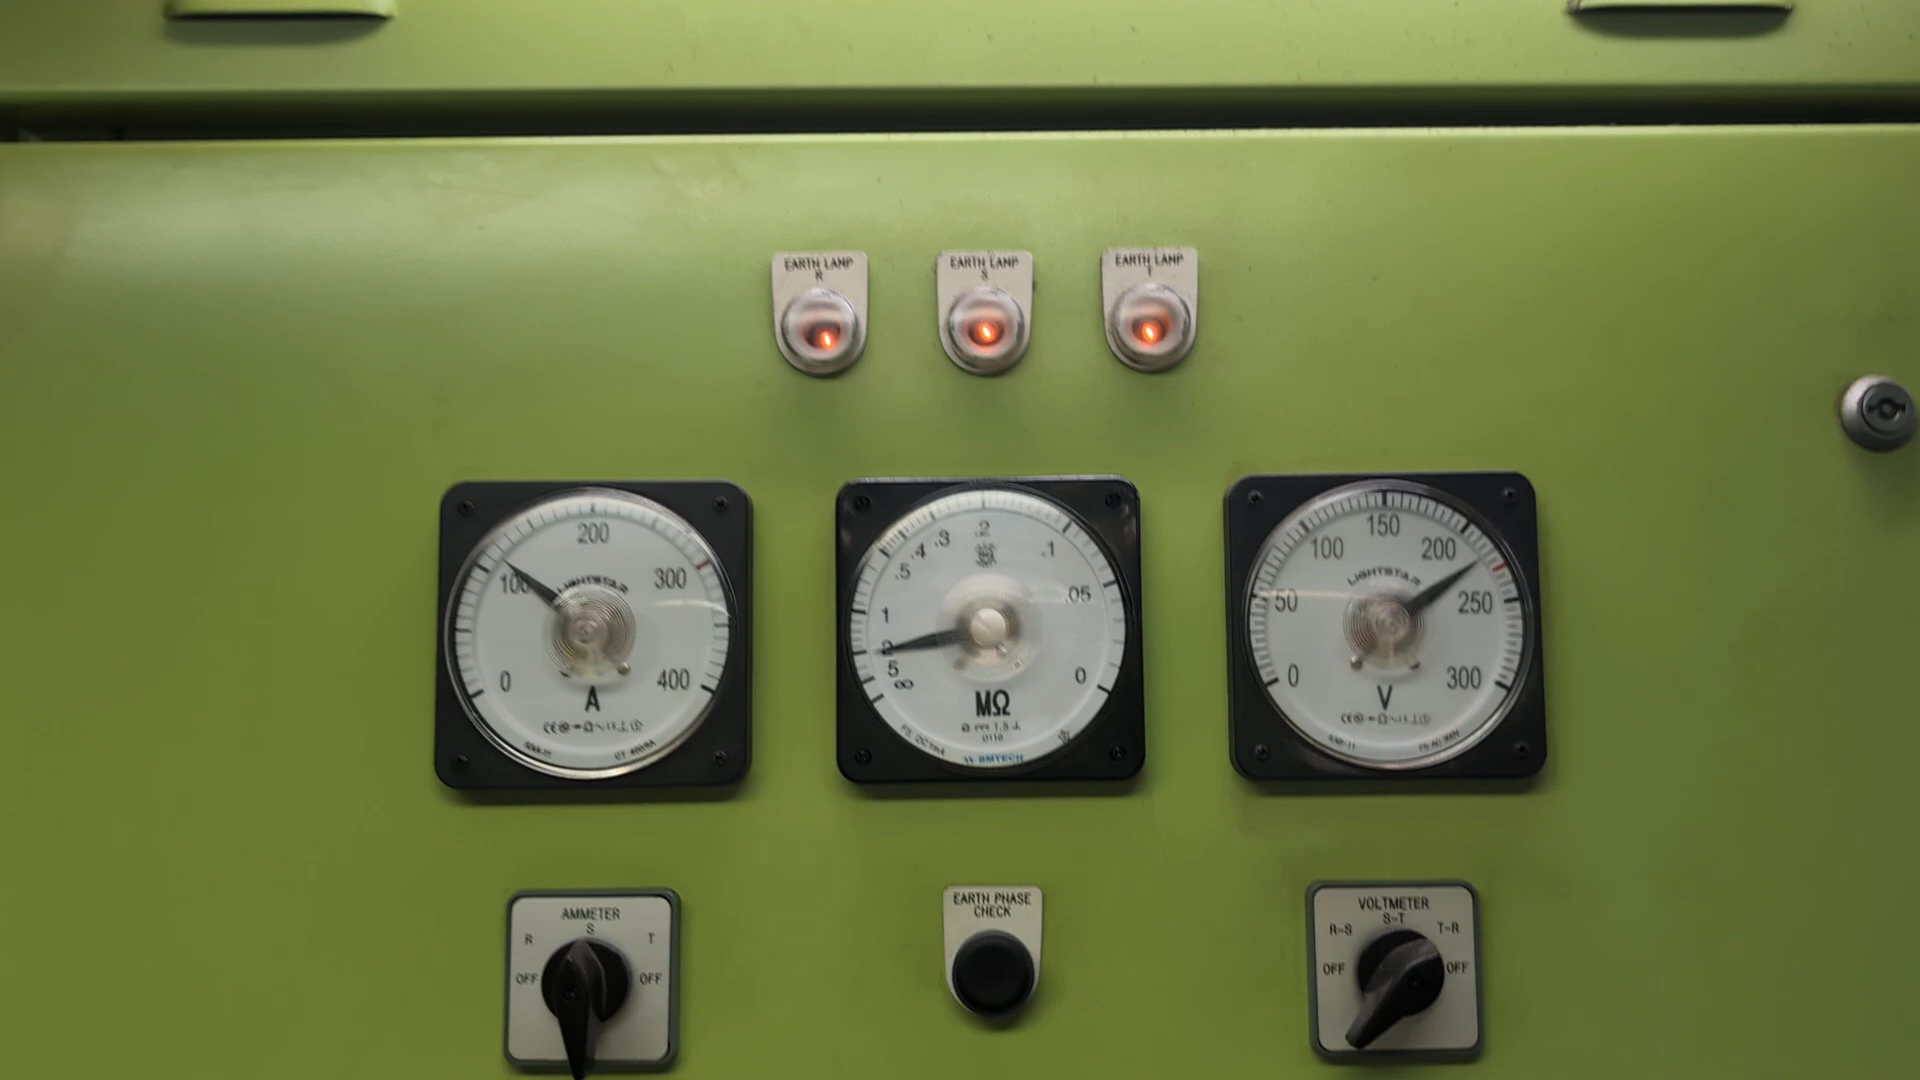 EARTH LAMP
R
EARTH LAMP
S
EARTH LAMP
T
0
100
200
300
400
LIGHTSTAR
A
∞
5
2
1
.5
.4
.3
.2
.1
.05
0
MΩ
FS DC1mA
BMTECH
0
50
100
150
200
250
300
LIGHTSTAR
V
AMMETER
S
R
T
OFF
OFF
EARTH PHASE
CHECK
VOLTMETER
S-T
R-S
T-R
OFF
OFF